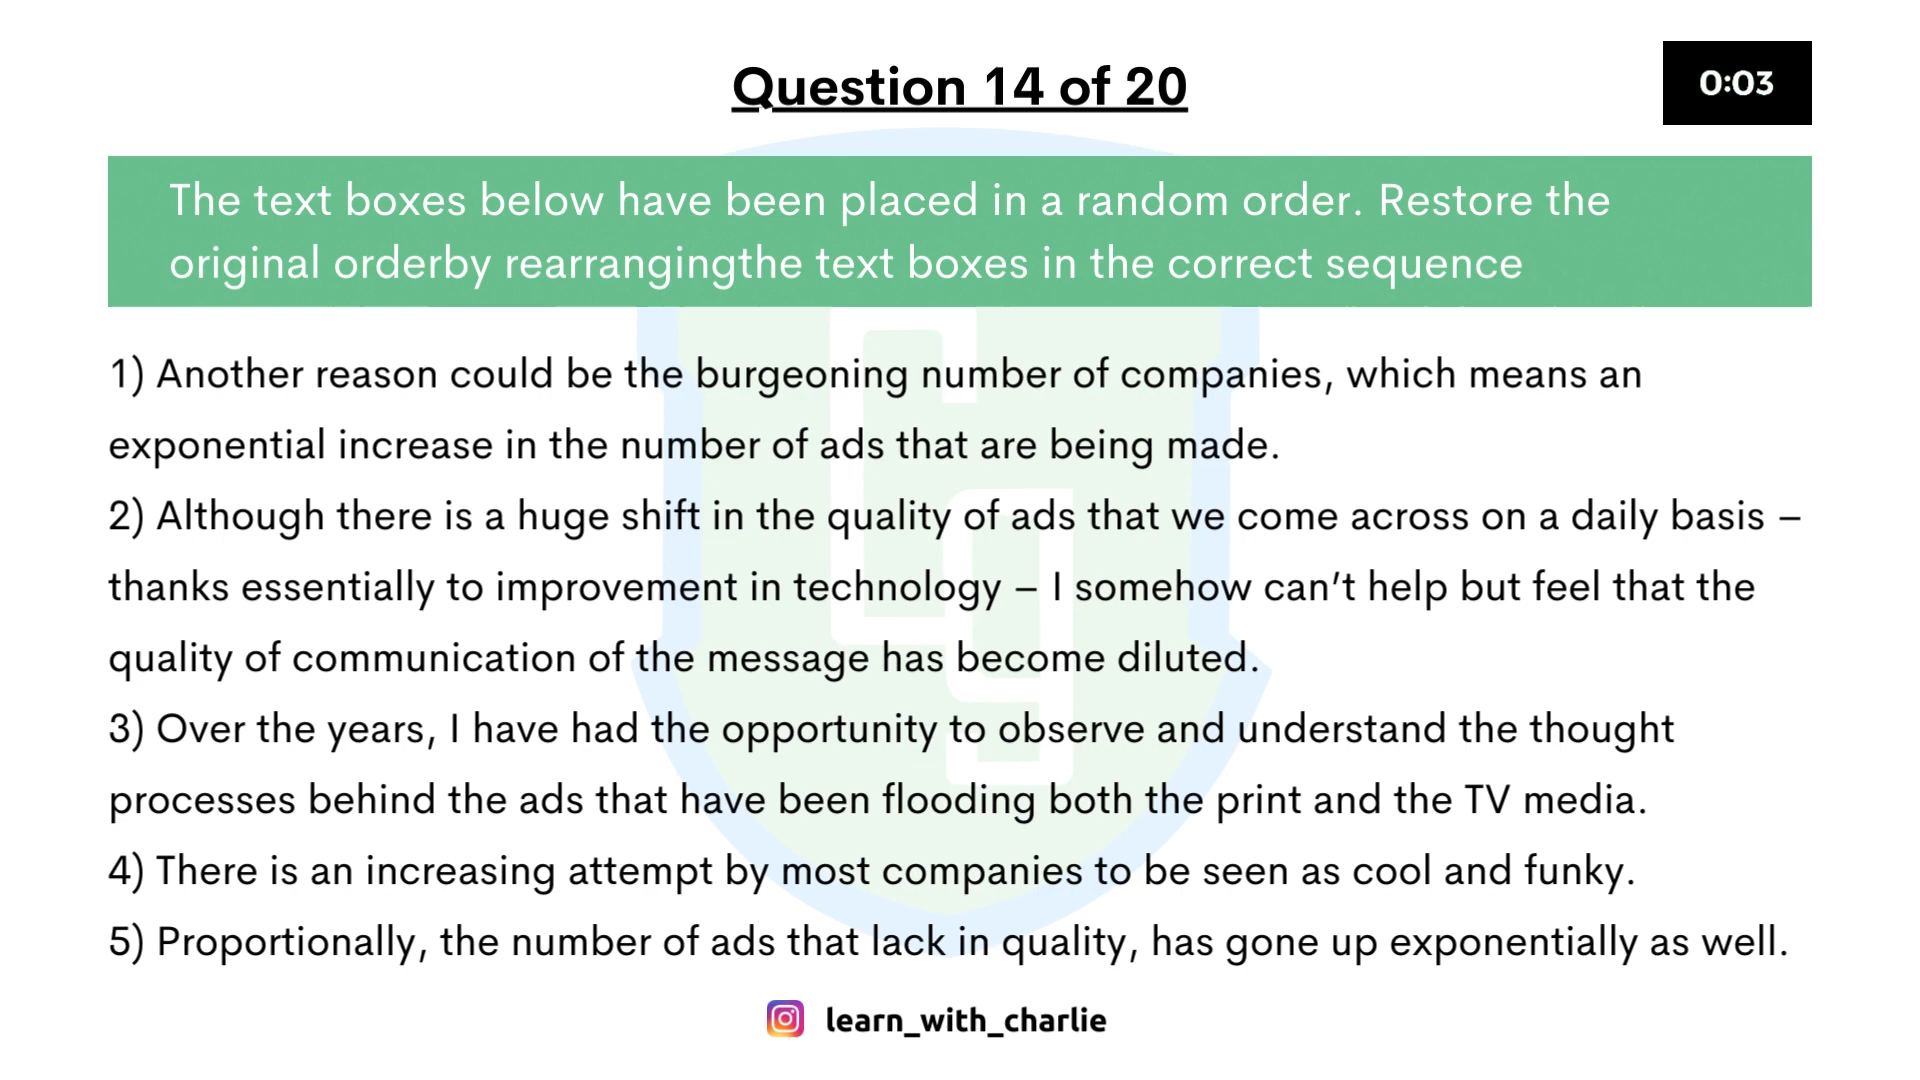 Question 14 of 20
0:03
The text boxes below have been placed in a random order. Restore the
original orderby rearrangingthe text boxes in the correct sequence
1) Another reason could be the burgeoning number of companies, which means an
exponential increase in the number of ads that are being made.
2) Although there is a huge shift in the quality of ads that we come across on a daily basis –
thanks essentially to improvement in technology – I somehow can’t help but feel that the
quality of communication of the message has become diluted.
3) Over the years, I have had the opportunity to observe and understand the thought
processes behind the ads that have been flooding both the print and the TV media.
4) There is an increasing attempt by most companies to be seen as cool and funky.
5) Proportionally, the number of ads that lack in quality, has gone up exponentially as well.
learn_with_charlie